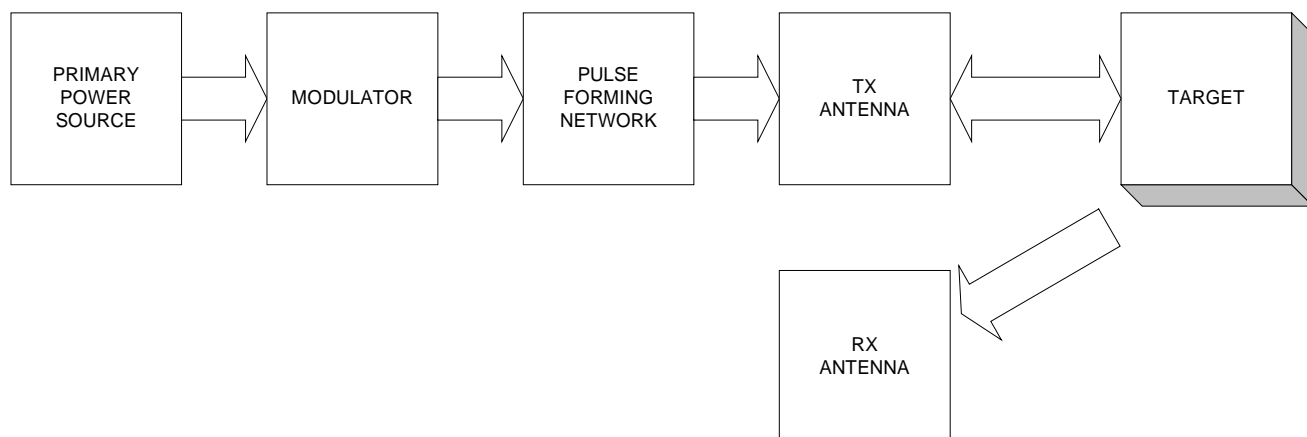 PRIMARY
POWER
SOURCE
MODULATOR
PULSE
FORMING
NETWORK
TX
ANTENNA
TARGET
RX
ANTENNA